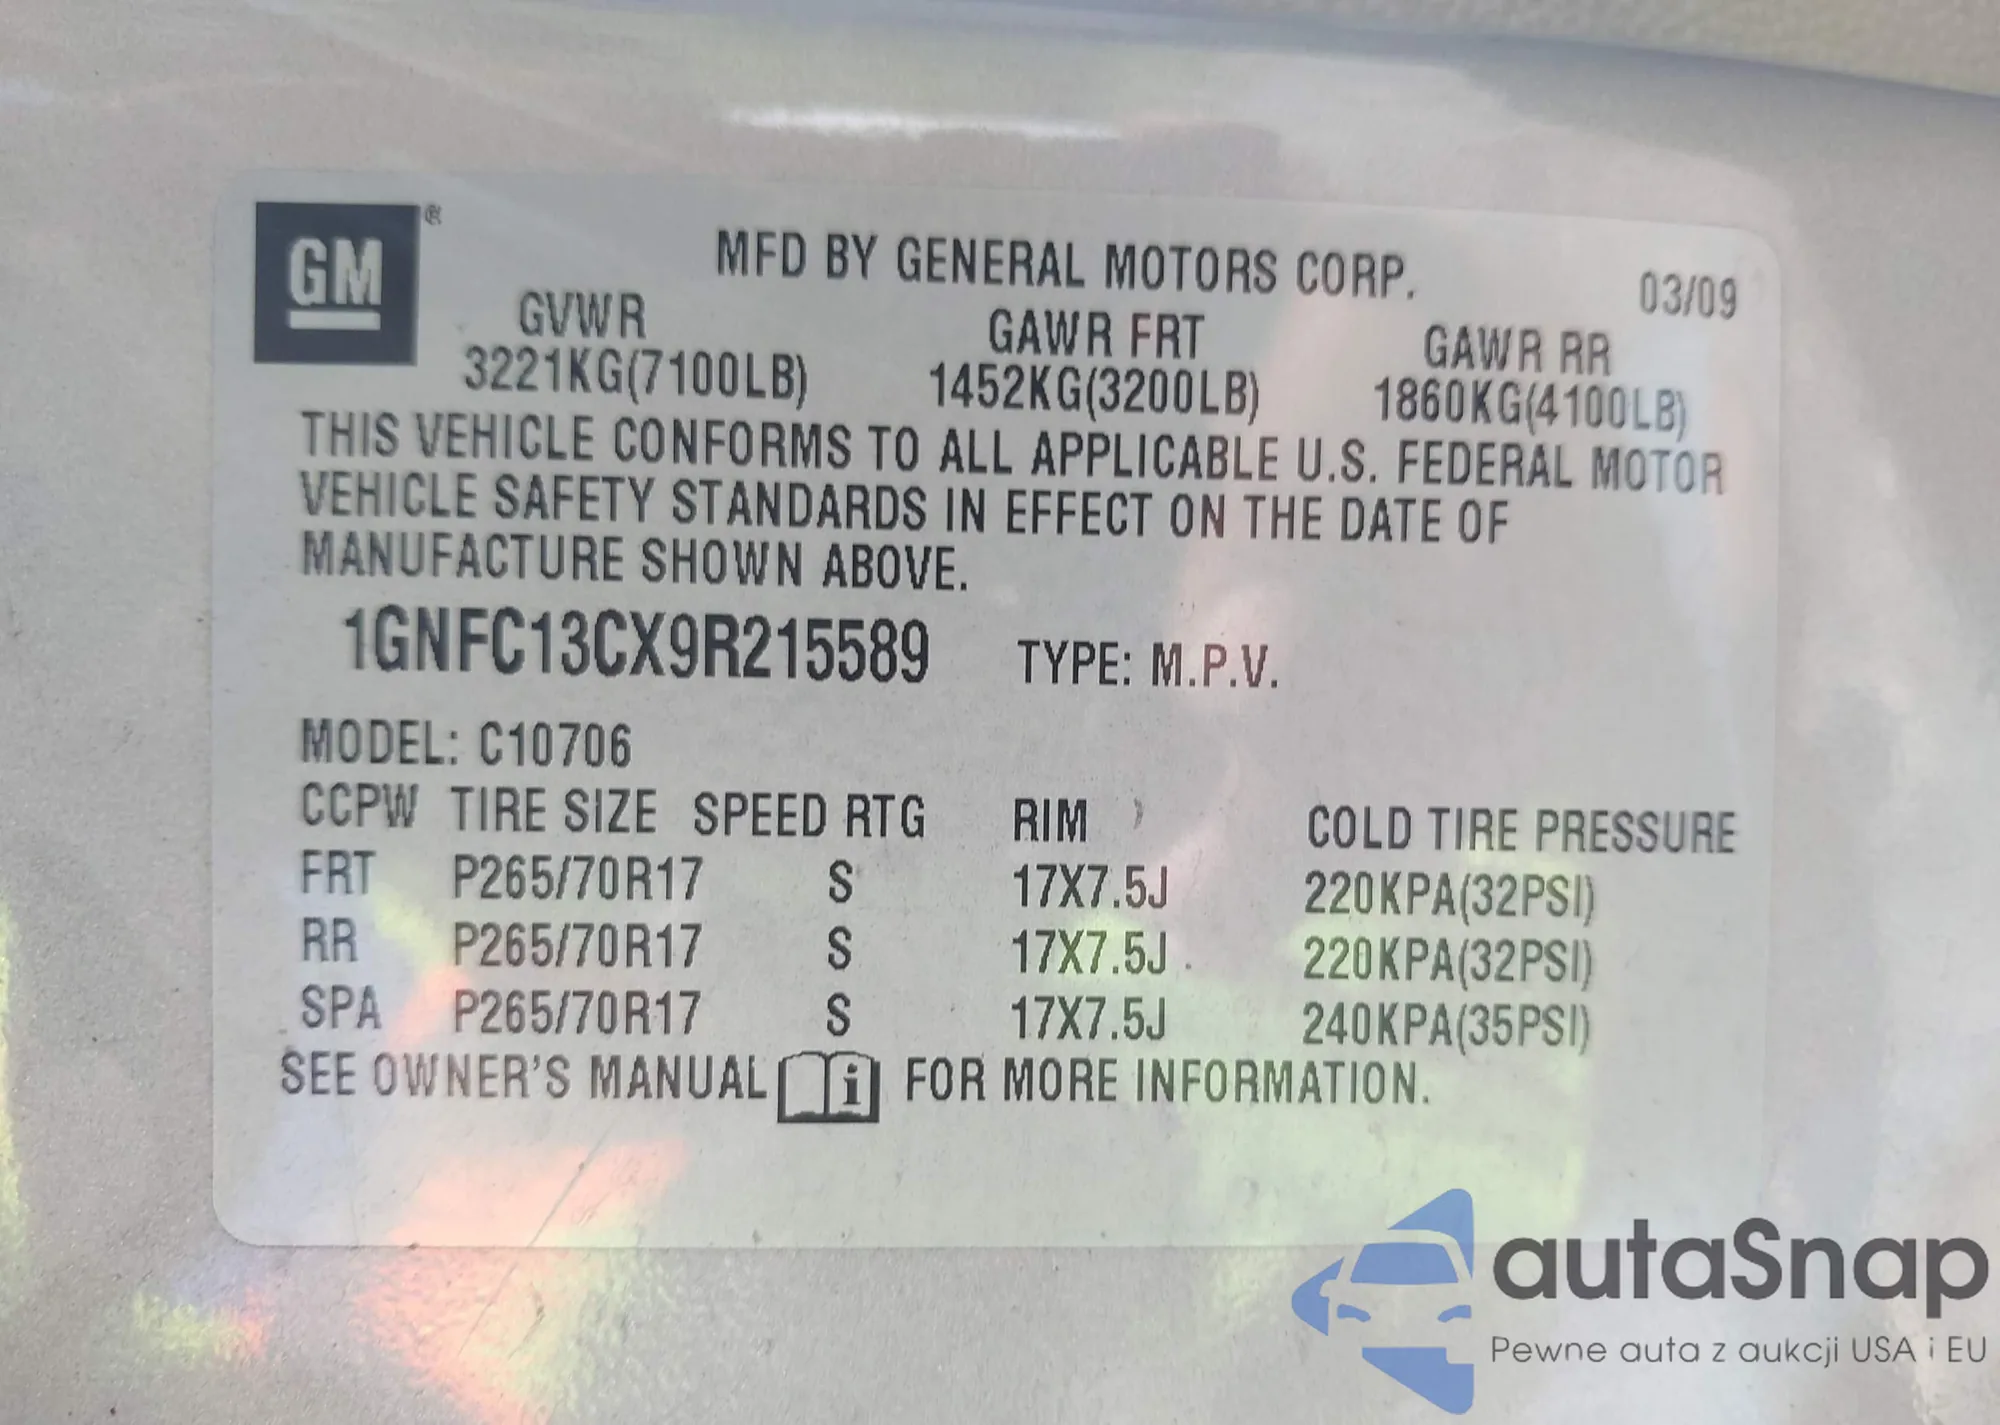 GM ®
MFD BY GENERAL MOTORS CORP.
03/09
GVWR GAWR FRT GAWR RR
3221KG(7100LB) 1452KG(3200LB) 1860KG(4100LB)
THIS VEHICLE CONFORMS TO ALL APPLICABLE U.S. FEDERAL MOTOR
VEHICLE SAFETY STANDARDS IN EFFECT ON THE DATE OF
MANUFACTURE SHOWN ABOVE.
1GNFC13CX9R215589 TYPE: M.P.V.
MODEL: C10706
CCPW TIRE SIZE SPEED RTG RIM COLD TIRE PRESSURE
FRT P265/70R17 S 17X7.5J 220KPA(32PSI)
RR P265/70R17 S 17X7.5J 220KPA(32PSI)
SPA P265/70R17 S 17X7.5J 240KPA(35PSI)
SEE OWNER'S MANUAL i FOR MORE INFORMATION.
autaSnap
Pewne auta z aukcji USA i EU